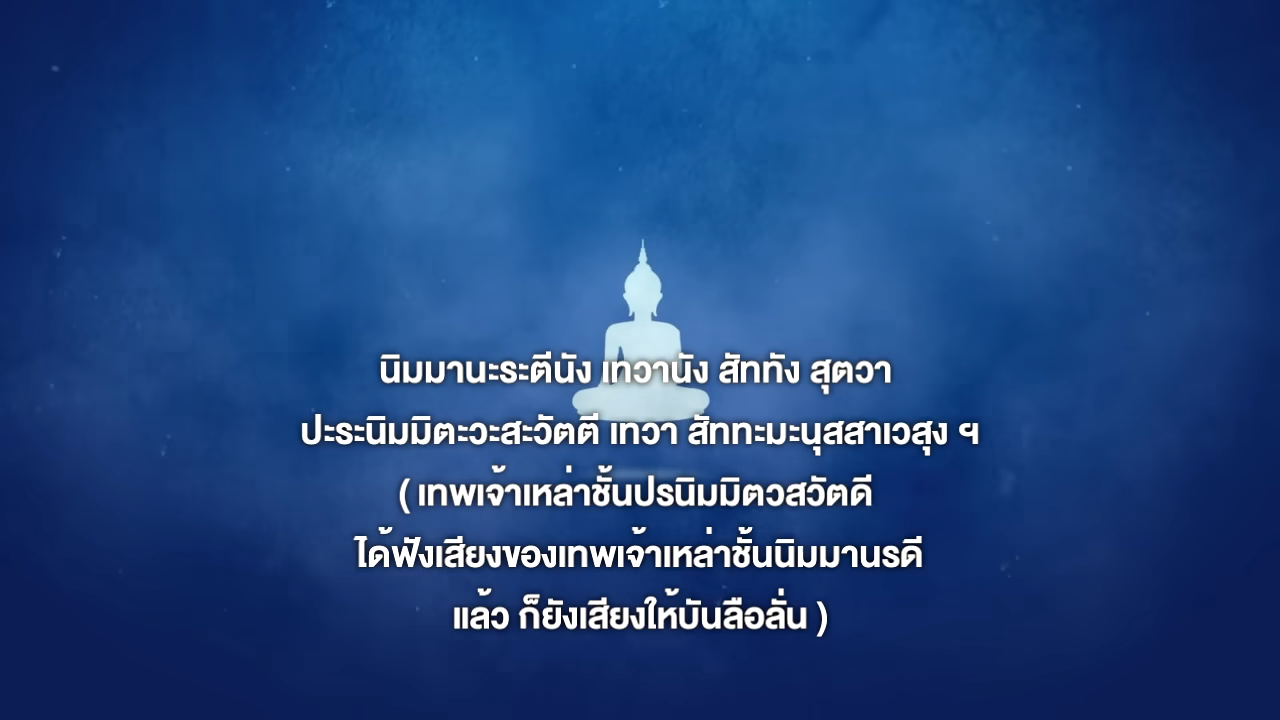 นิมมานะระตีนัง เทวานัง สัททัง สุตวา
ปะระนิมมิตะวะสะวัตตี เทวา สัททะมะนุสสาเวสุง ฯ
( เทพเจ้าเหล่าชั้นปรนิมมิตวสวัตดี
ได้ฟังเสียงของเทพเจ้าเหล่าชั้นนิมมานรดี
แล้ว ก็ยังเสียงให้บันลือลั่น )